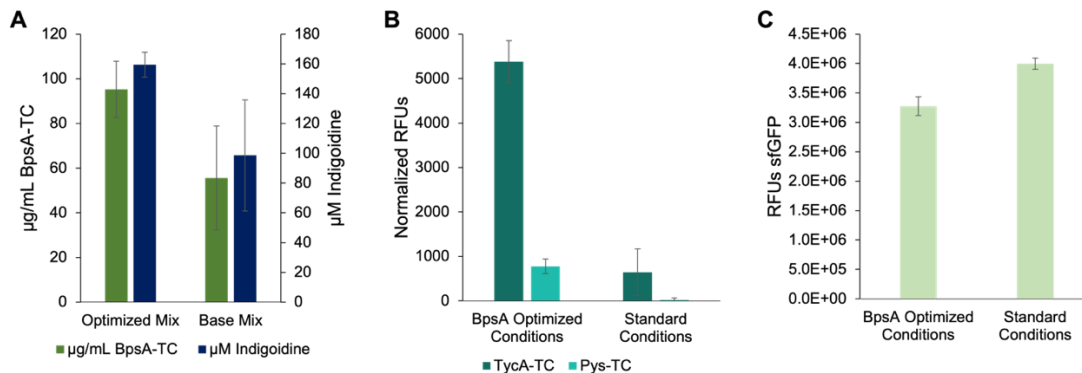 A
µg/mL BpsA-TC
120
100
80
60
40
20
0
180
160
140
120
100
80
60
40
20
0
µM Indigoidine
Optimized Mix
Base Mix
µg/mL BpsA-TC
µM Indigoidine
B
Normalized RFUs
6000
5000
4000
3000
2000
1000
0
BpsA Optimized
Conditions
Standard
Conditions
TycA-TC
Pys-TC
C
RFUs sfGFP
4.5E+06
4.0E+06
3.5E+06
3.0E+06
2.5E+06
2.0E+06
1.5E+06
1.0E+06
5.0E+05
0.0E+00
BpsA Optimized
Conditions
Standard
Conditions